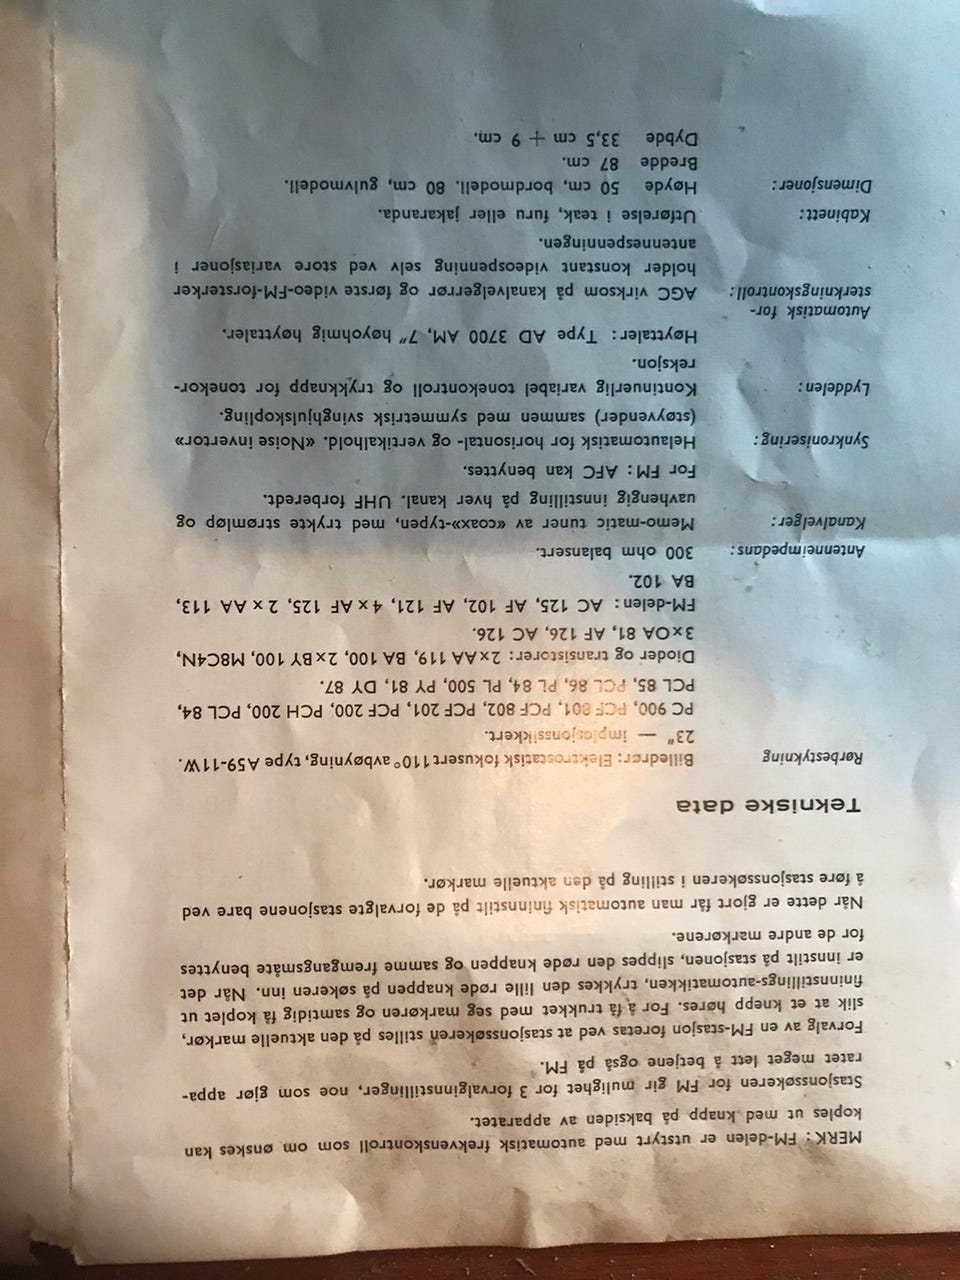 MERK: FM-delen er utstyrt med automatisk frekvenskontroll som om ønskes kan
koples ut med knapp på baksiden av apparatet.
Stasjonssøkeren for FM gir mulighet for 3 forvalginnstillinger, noe som gjør appa-
ratet meget lett å betjene også på FM.
Forvalg av en FM-stasjon foretas ved at stasjonssøkeren stilles på den aktuelle markør,
slik at et knepp høres. For å få trukket med seg markøren og samtidig få koplet ut
fininnstillings-automatikken, trykkes den lille røde knappen på søkeren inn. Når det
er innstilt på stasjonen, slippes den røde knappen og samme fremgangsmåte benyttes
for de andre markørene.
Når dette er gjort får man automatisk fininnstilt på de forvalgte stasjonene bare ved
å føre stasjonssøkeren i stilling på den aktuelle markør.
Tekniske data
Rørbestykning Billedrør: Elektrostatisk fokusert 110° avbøyning, type A59-11W.
23" — implosjonssikkert.
PC 900, PCF 801, PCF 802, PCF 201, PCF 200, PCH 200, PCL 84,
PCL 85, PCL 86, PL 84, PL 500, PY 81, DY 87.
Dioder og transistorer: 2×AA 119, BA 100, 2×BY 100, M8C4N,
3×OA 81, AF 126, AC 126.
FM-delen: AC 125, AF 102, AF 121, 4×AF 125, 2×AA 113,
BA 102.
Antenneimpedans: 300 ohm balansert.
Kanalvelger: Memo-matic tuner av «coax»-typen, med trykte strømløp og
uavhengig innstilling på hver kanal. UHF forberedt.
For FM: AFC kan benyttes.
Synkronisering: Helautomatisk for horisontal- og vertikalhold. «Noise invertor»
(støyvender) sammen med symmetrisk svinghjulskopling.
Lyddelen: Kontinuerlig variabel tonekontroll og trykknapp for tonekor-
reksjon.
Høyttaler: Type AD 3700 AM, 7" høyohmig høyttaler.
Automatisk for-
sterkningskontroll: AGC virksom på kanalvelgerrør og første video-FM-forsterker
holder konstant videospenning selv ved store variasjoner i
antennespenningen.
Kabinett: Utførelse i teak, furu eller jakaranda.
Dimensjoner: Høyde 50 cm, bordmodell. 80 cm, gulvmodell.
Bredde 87 cm.
Dybde 33,5 cm + 9 cm.